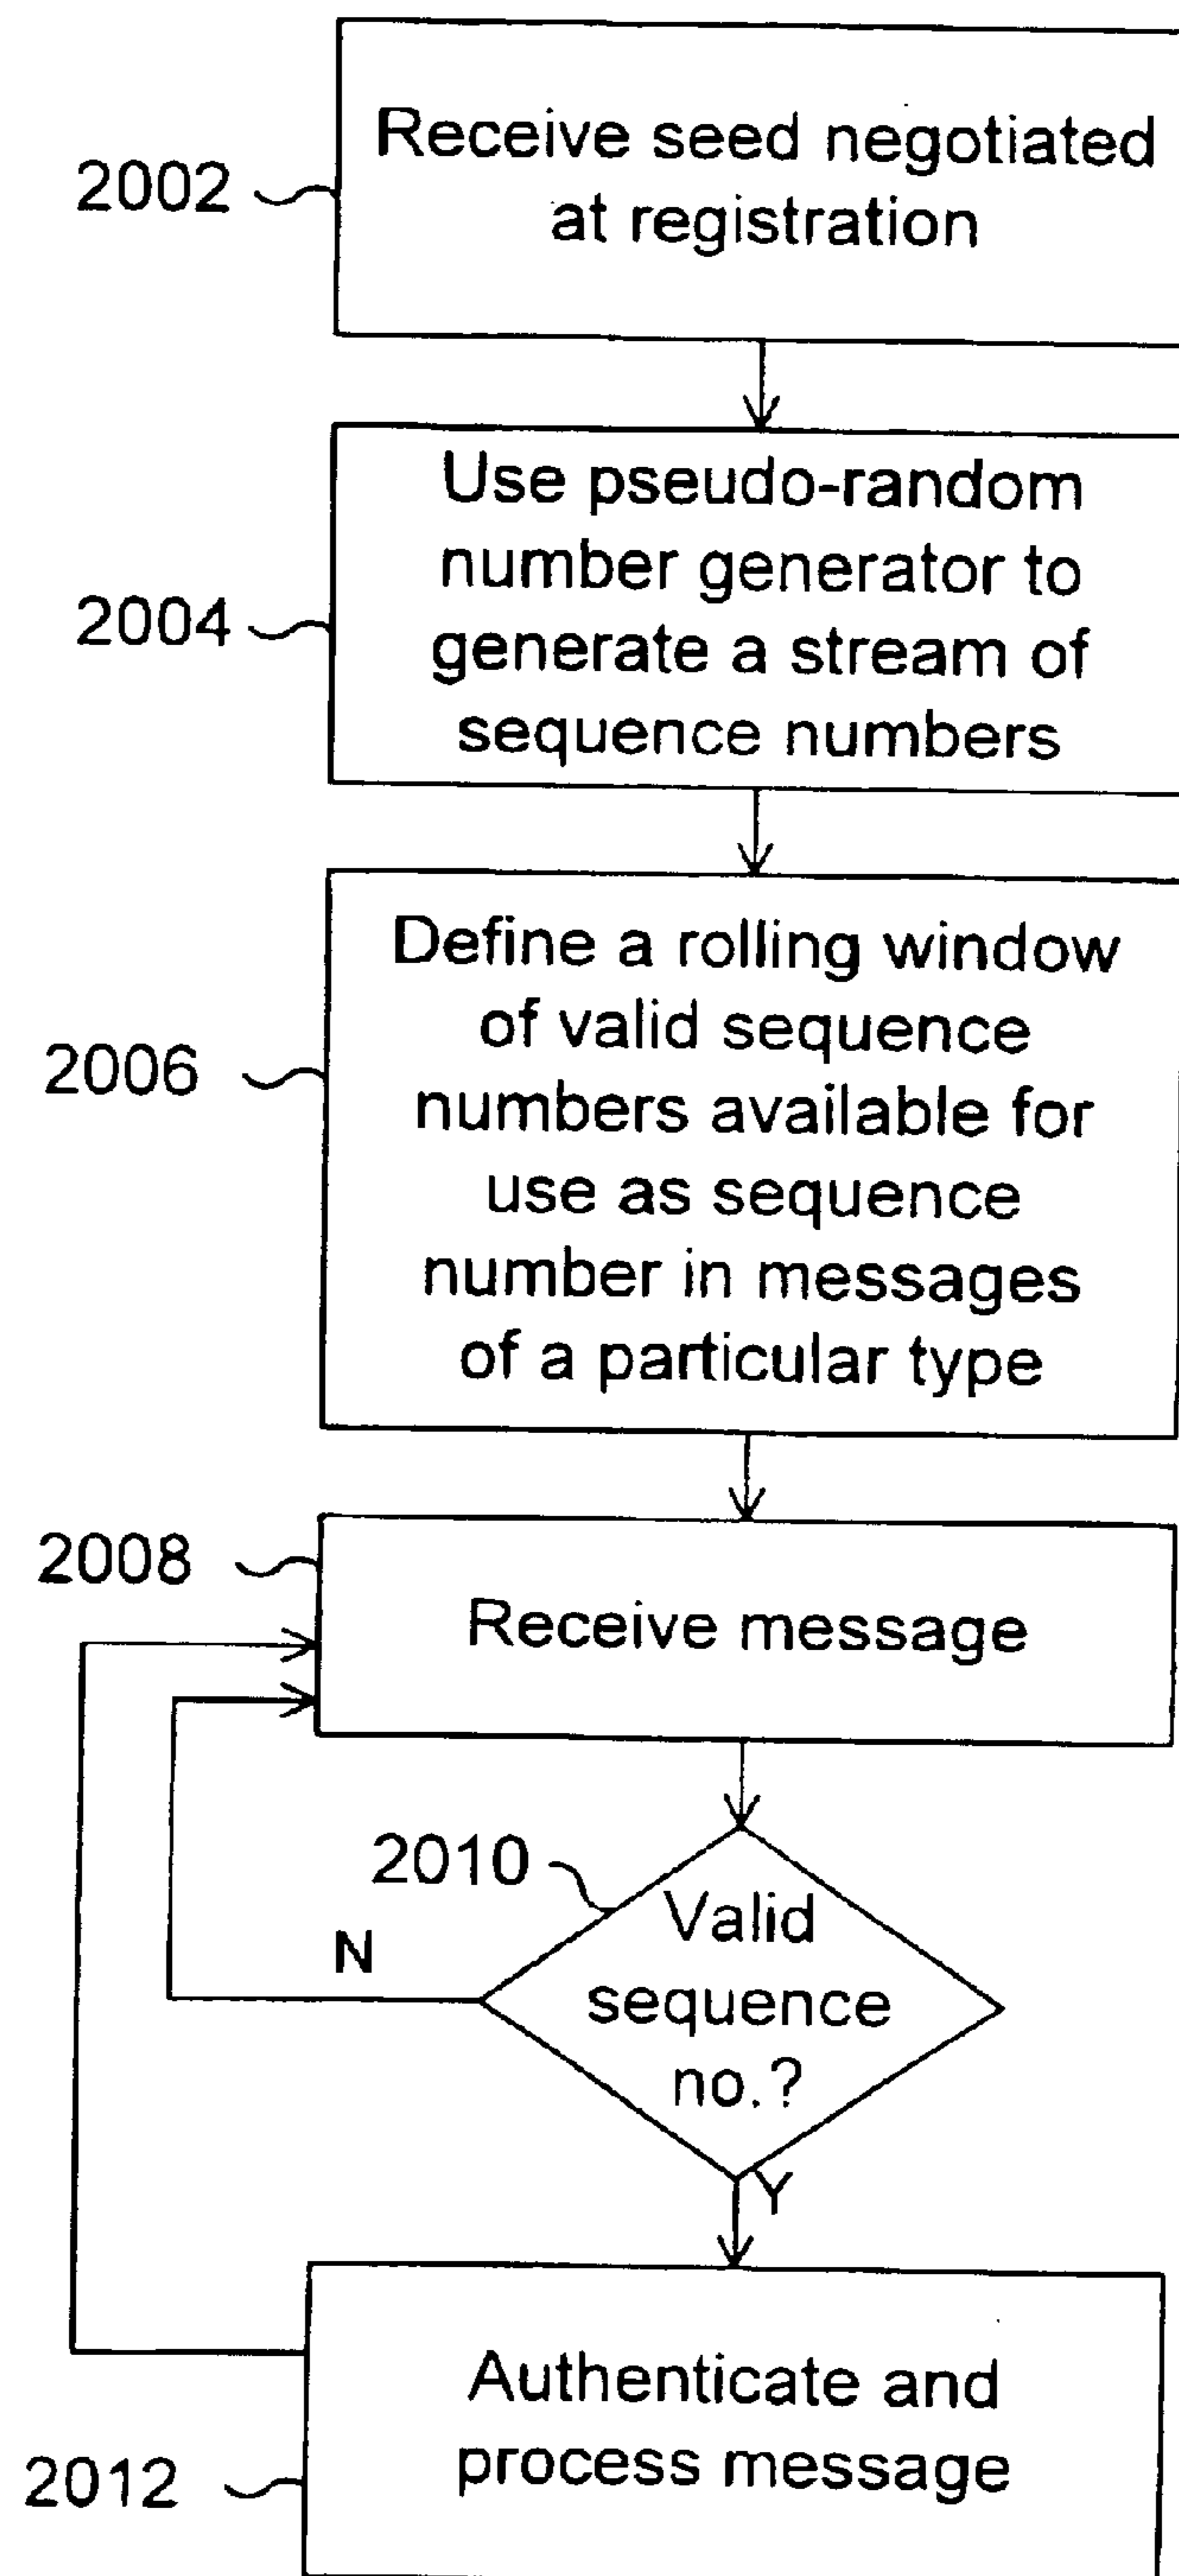 2002
Receive seed negotiated
at registration
2004
Use pseudo-random
number generator to
generate a stream of
sequence numbers
2006
Define a rolling window
of valid sequence
numbers available for
use as sequence
number in messages
of a particular type
2008
Receive message
2010
Valid
sequence
no.?
N
Y
2012
Authenticate and
process message